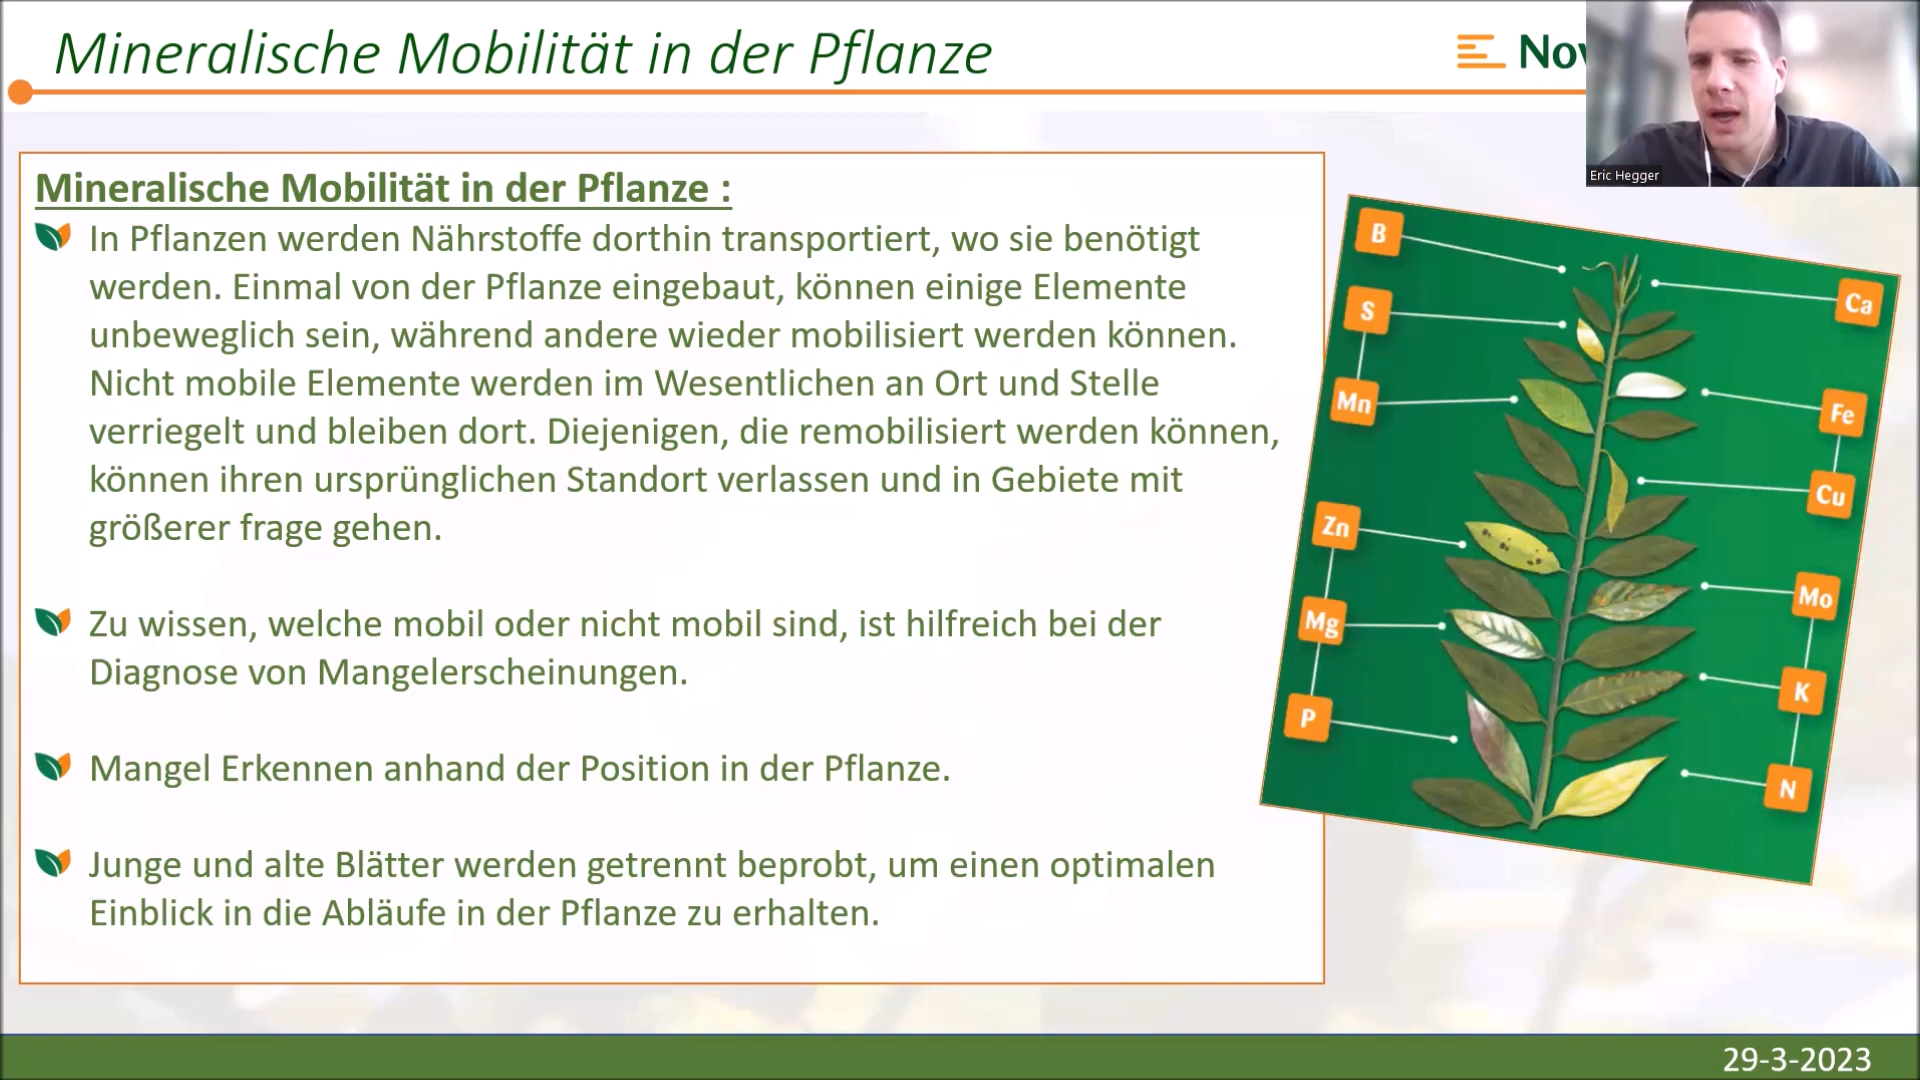 Mineralische Mobilität in der Pflanze
Eric Hegger
Mineralische Mobilität in der Pflanze :
In Pflanzen werden Nährstoffe dorthin transportiert, wo sie benötigt
werden. Einmal von der Pflanze eingebaut, können einige Elemente
unbeweglich sein, während andere wieder mobilisiert werden können.
Nicht mobile Elemente werden im Wesentlichen an Ort und Stelle
verriegelt und bleiben dort. Diejenigen, die remobilisiert werden können,
können ihren ursprünglichen Standort verlassen und in Gebiete mit
größerer frage gehen.
Zu wissen, welche mobil oder nicht mobil sind, ist hilfreich bei der
Diagnose von Mangelerscheinungen.
Mangel Erkennen anhand der Position in der Pflanze.
Junge und alte Blätter werden getrennt beprobt, um einen optimalen
Einblick in die Abläufe in der Pflanze zu erhalten.
B
S
Mn
Zn
Mg
P
Ca
Fe
Cu
Mo
K
N
29-3-2023